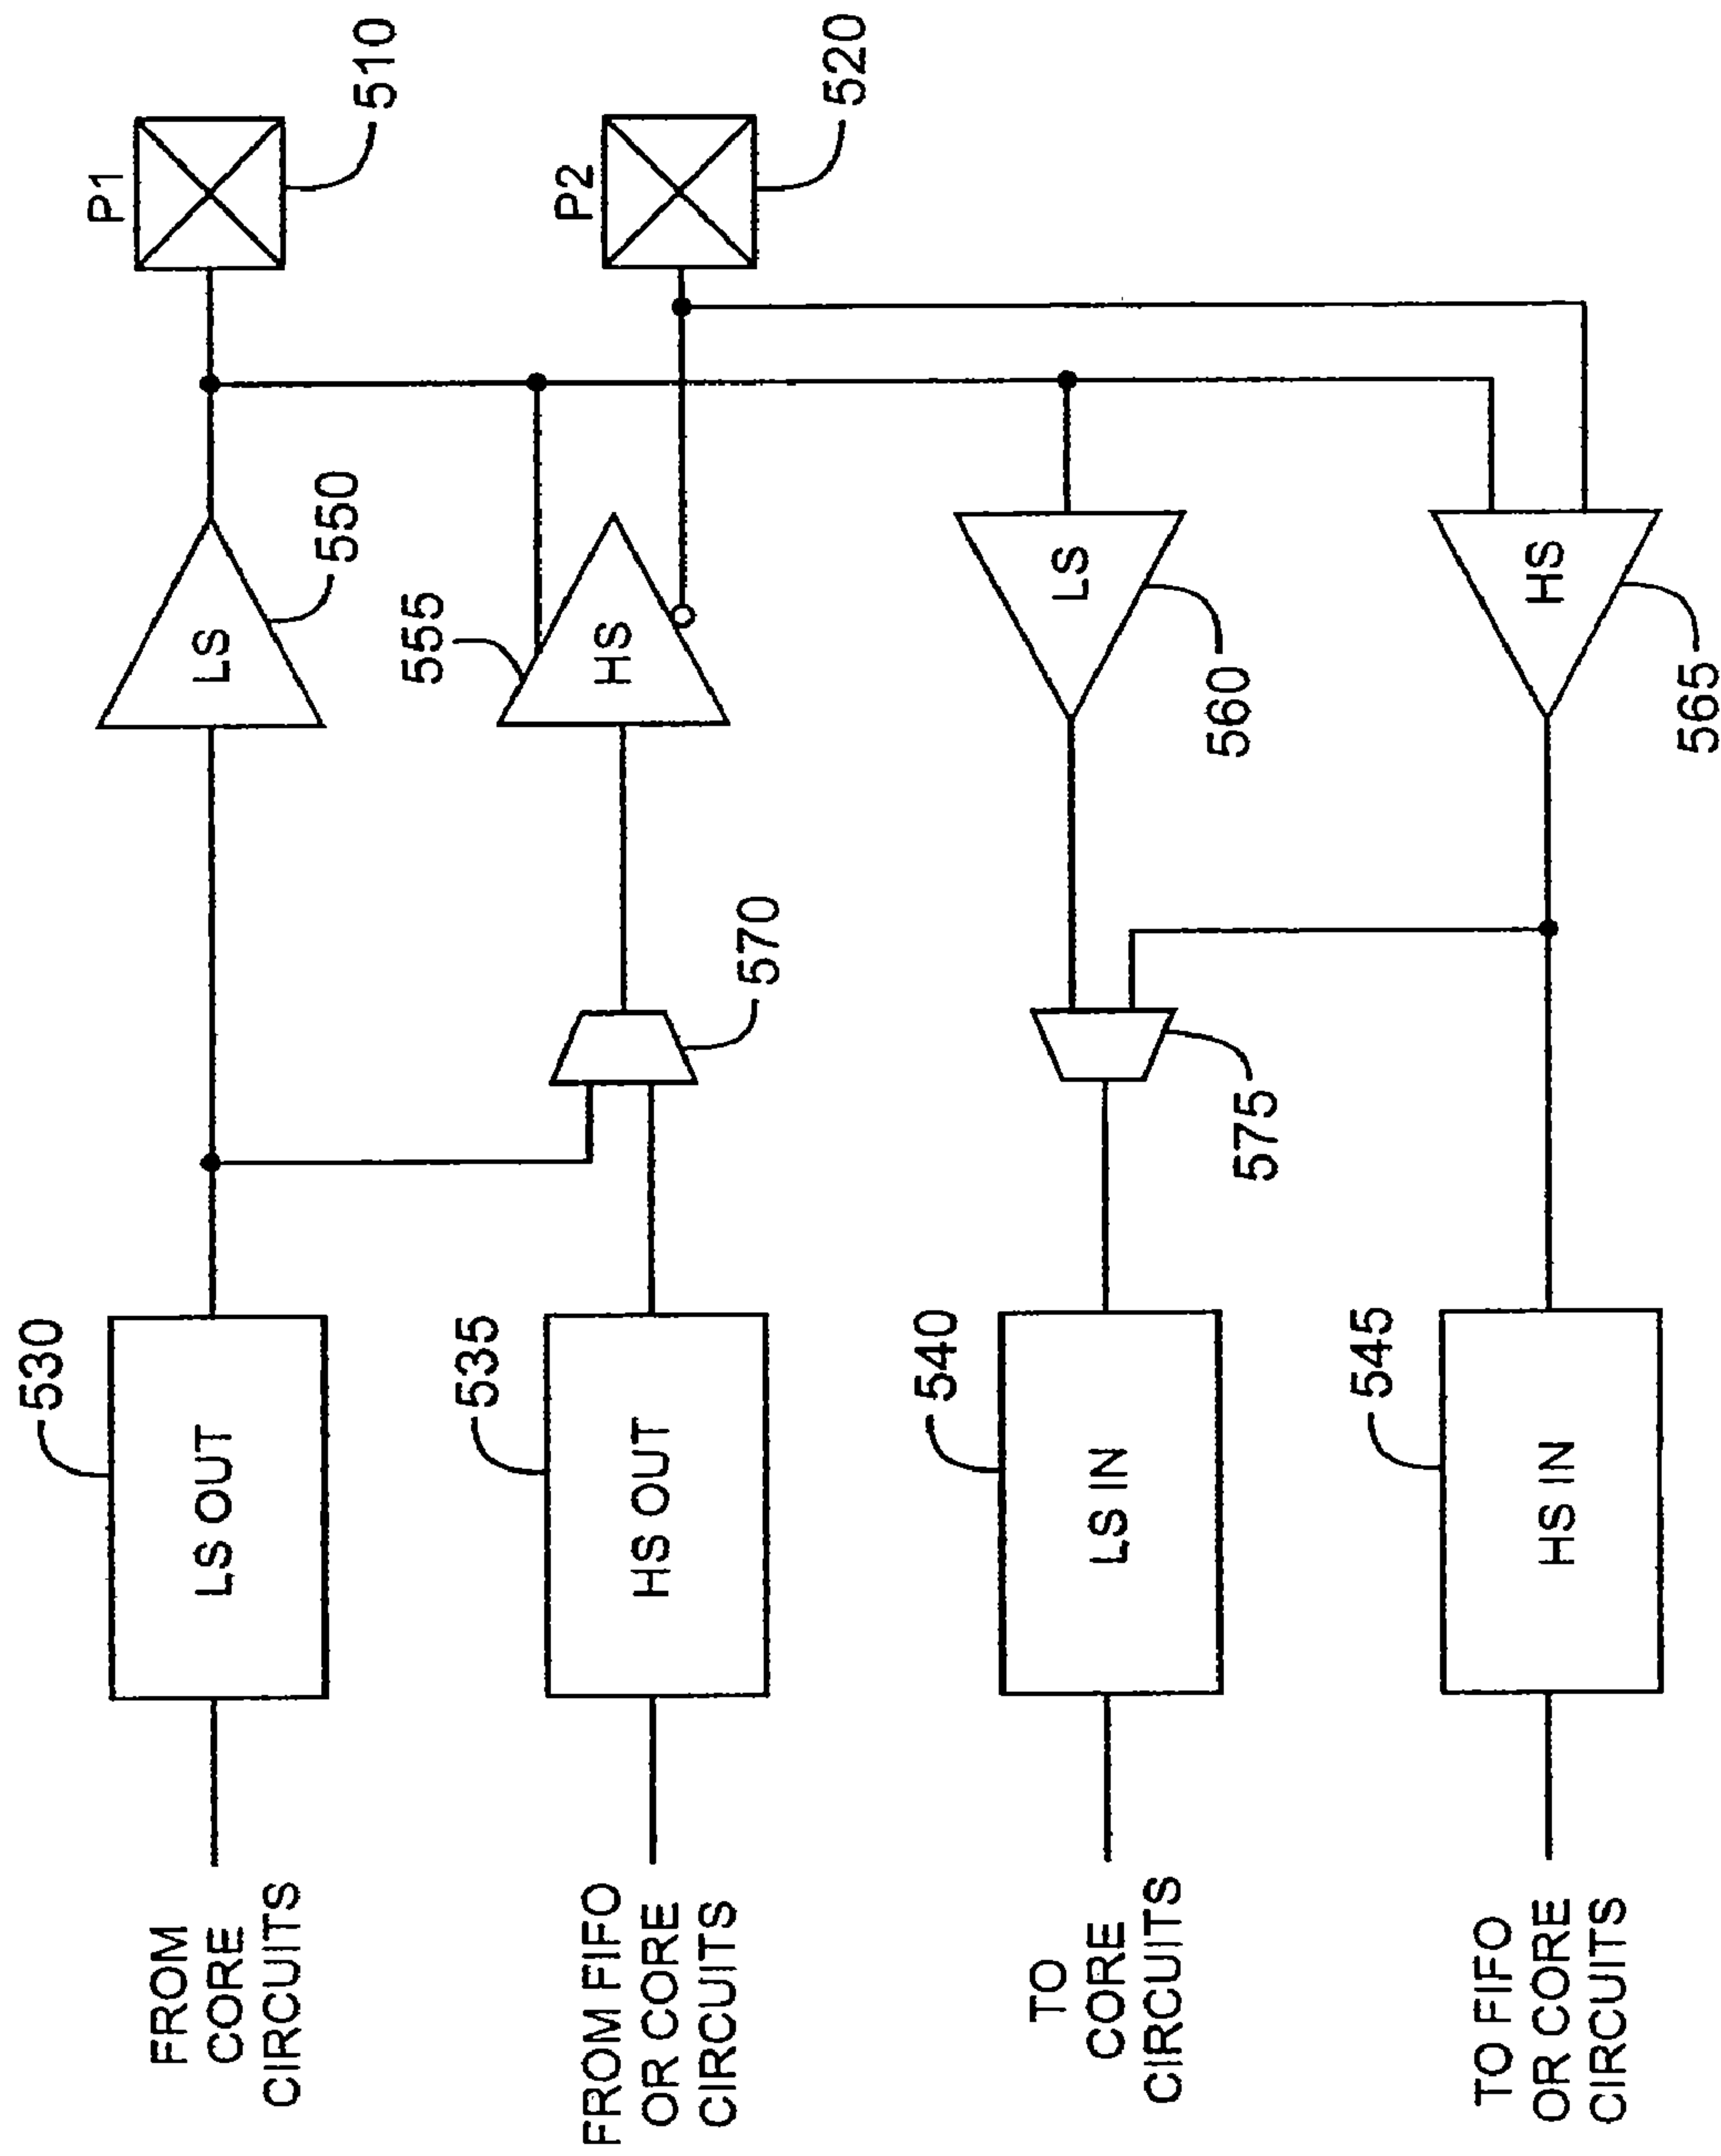 FROM
CORE
CIRCUITS
530
LS OUT
LS
550
P1
510
FROM FIFO
OR CORE
CIRCUITS
535
HS OUT
570
555
HS
P2
520
TO
CORE
CIRCUITS
540
LS IN
575
LS
560
TO FIFO
OR CORE
CIRCUITS
545
HS IN
HS
565